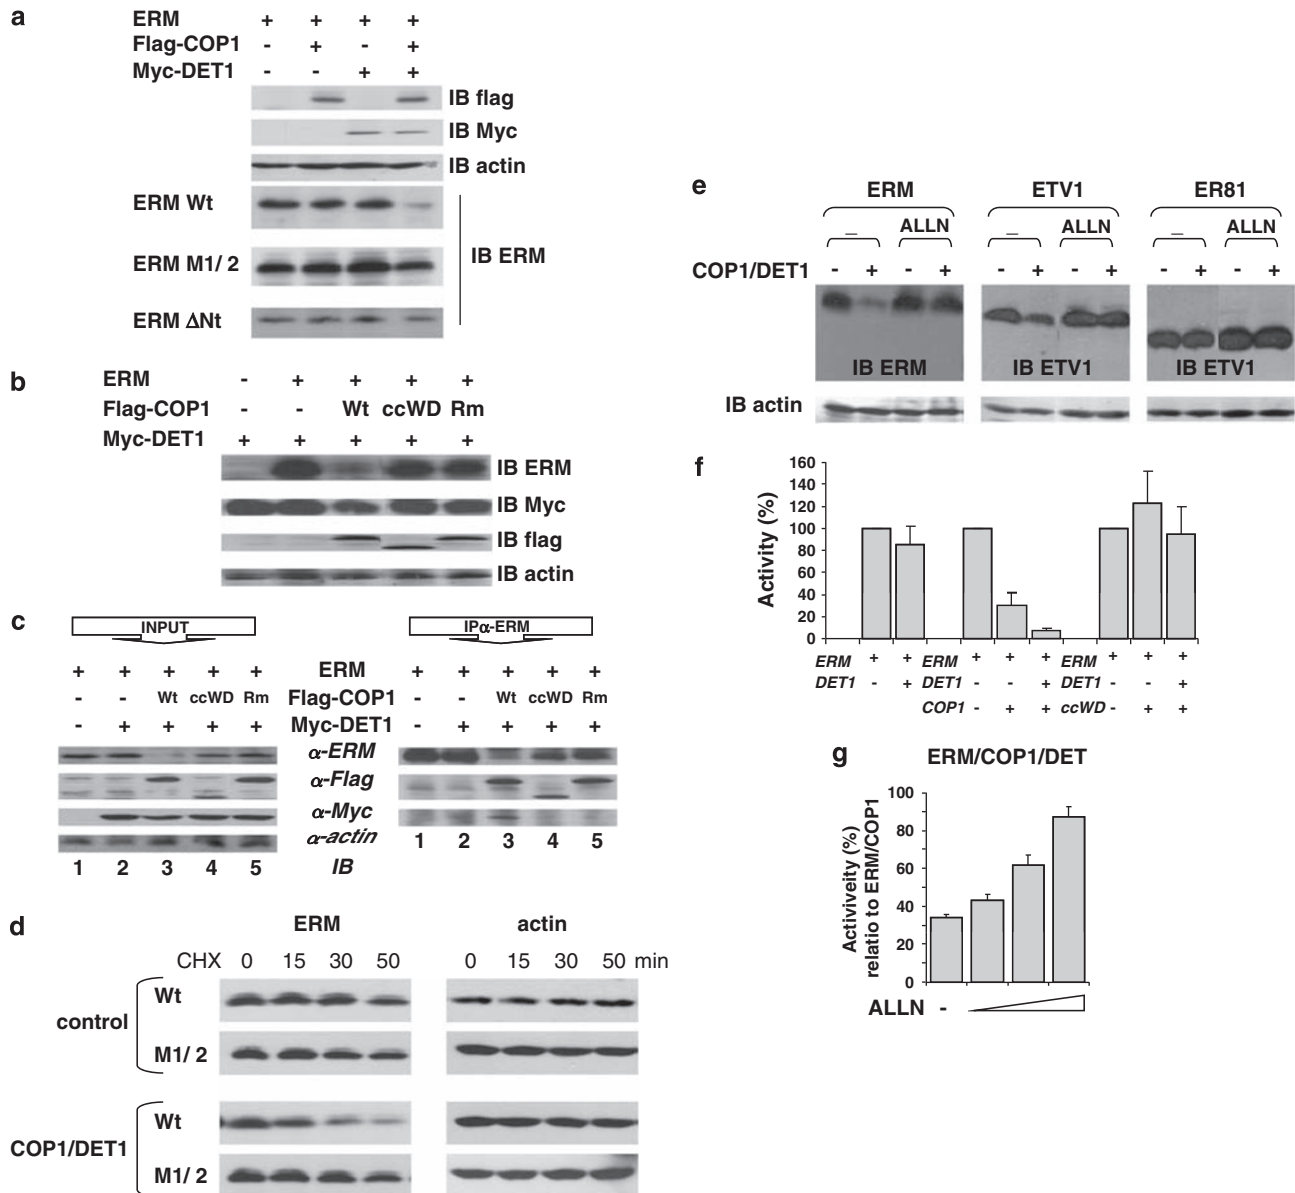 a
ERM + + + +
Flag-COP1 - + - +
Myc-DET1 - - + +
IB flag
IB Myc
IB actin
ERM Wt
ERM M1/ 2
ERM ΔNt
IB ERM
b
ERM - + + + +
Flag-COP1 - - Wt ccWD Rm
Myc-DET1 + + + + +
IB ERM
IB Myc
IB flag
IB actin
c
INPUT
IPα-ERM
+ + + + + ERM + + + + +
- - Wt ccWD Rm Flag-COP1 - - Wt ccWD Rm
- + + + + Myc-DET1 - + + + +
α-ERM
α-Flag
α-Myc
α-actin
1 2 3 4 5 IB 1 2 3 4 5
d
ERM actin
CHX 0 15 30 50 0 15 30 50 min
control
Wt
M1/ 2
COP1/DET1
Wt
M1/ 2
e
ERM ETV1 ER81
_ ALLN _ ALLN _ ALLN
COP1/DET1 - + - + - + - + - + - +
IB ERM IB ETV1 IB ETV1
IB actin
f
Activity (%)
160
140
120
100
80
60
40
20
0
ERM + + ERM + + + ERM + + +
DET1 - + DET1 - - + DET1 - - +
COP1 - + + ccWD - + +
g
ERM/COP1/DET
Activeity (%)
relatio to ERM/COP1
100
80
60
40
20
0
ALLN -